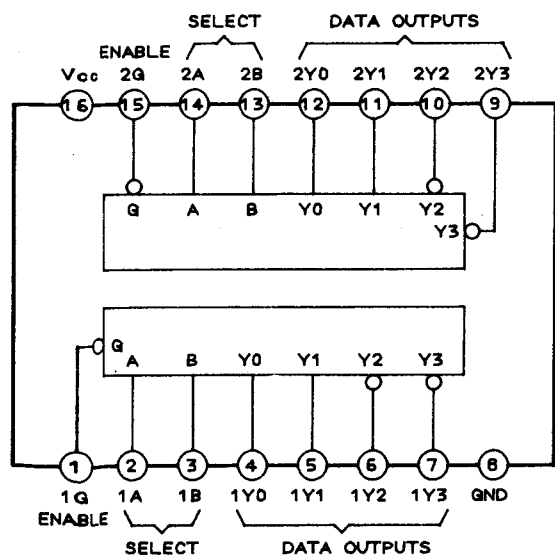 SELECT DATA OUTPUTS
ENABLE
Vcc 2G 2A 2B 2Y0 2Y1 2Y2 2Y3
16 15 14 13 12 11 10 9
G A B Y0 Y1 Y2
Y3
G
A B Y0 Y1 Y2 Y3
1 2 3 4 5 6 7 8
1G 1A 1B 1Y0 1Y1 1Y2 1Y3 GND
ENABLE
SELECT DATA OUTPUTS